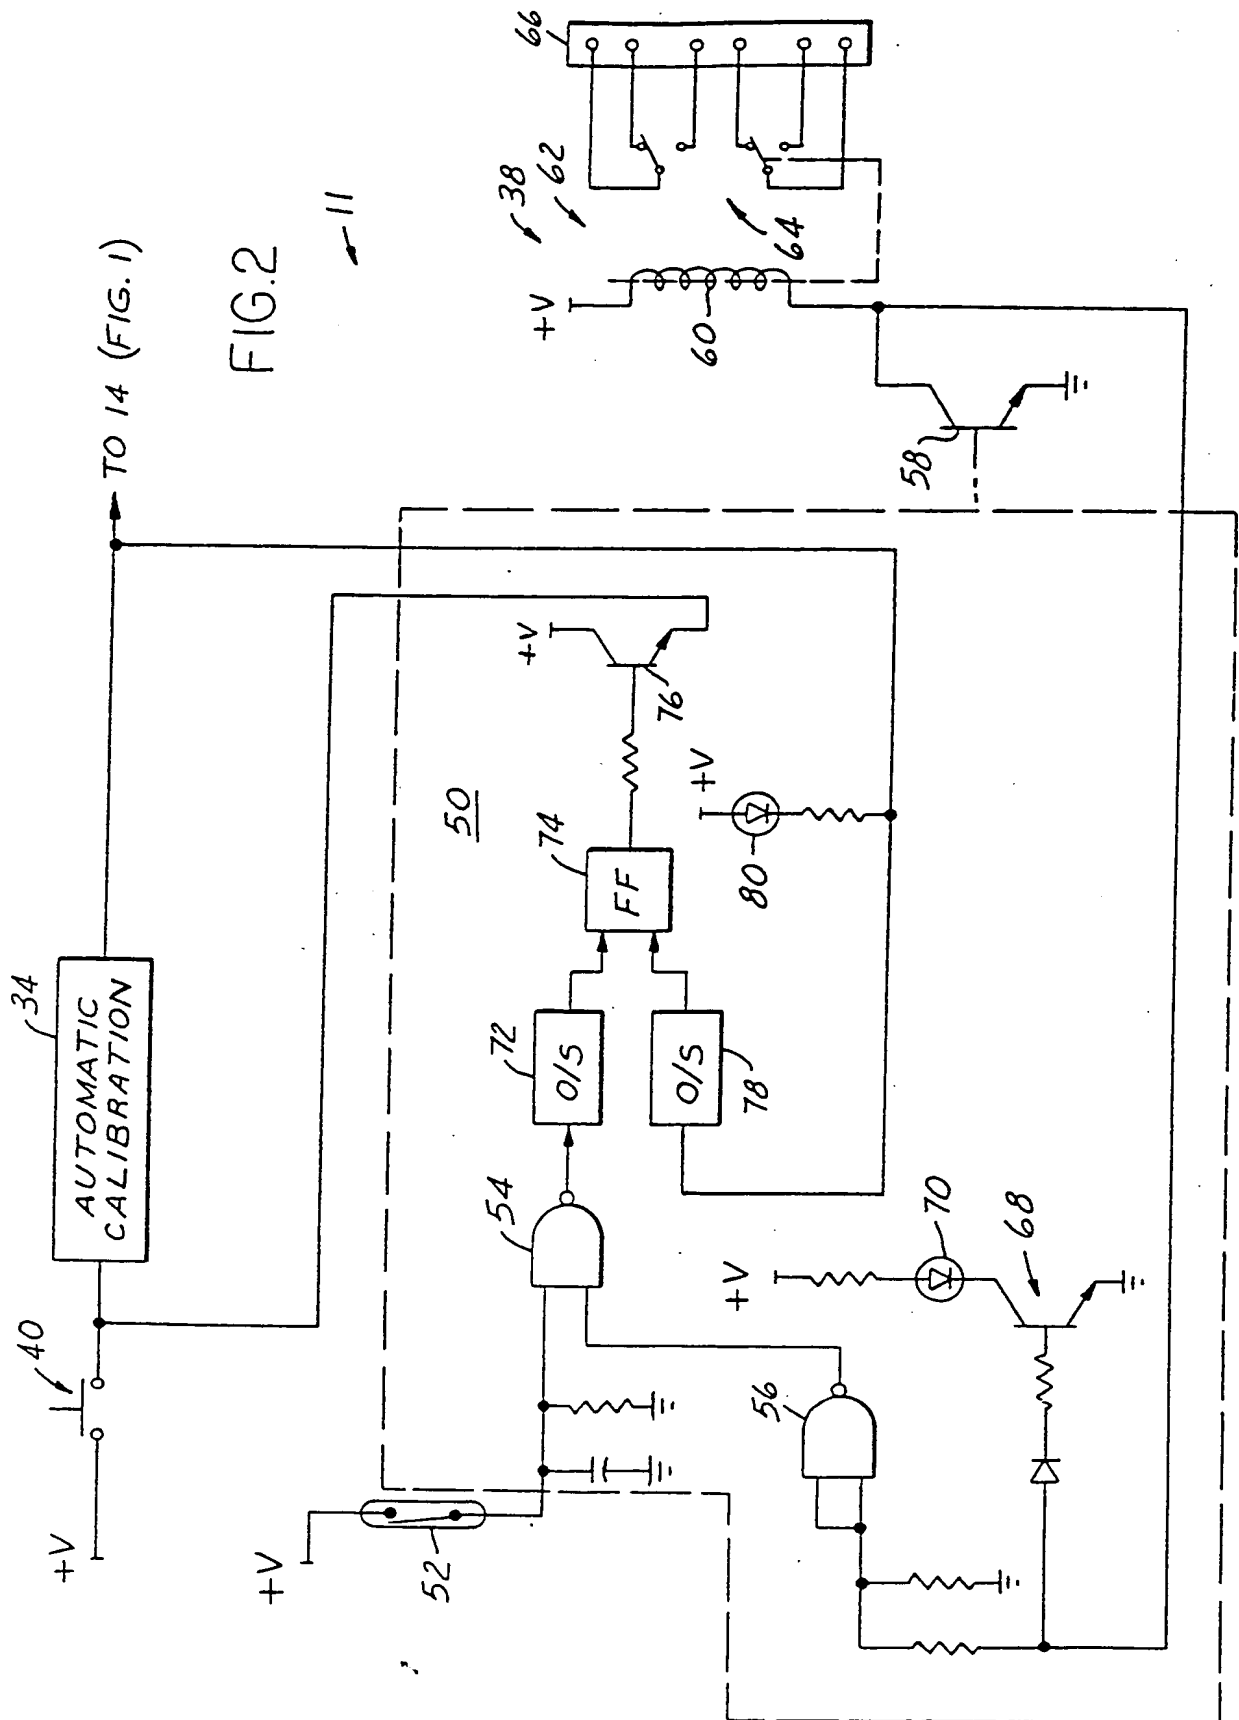 FIG.2
11
TO 14 (FIG. 1)
34
AUTOMATIC
CALIBRATION
40
+V
+V
52
50
54
72
O/S
74
FF
76
+V
O/S
78
80
+V
56
+V
70
68
58
60
+V
38
62
64
66